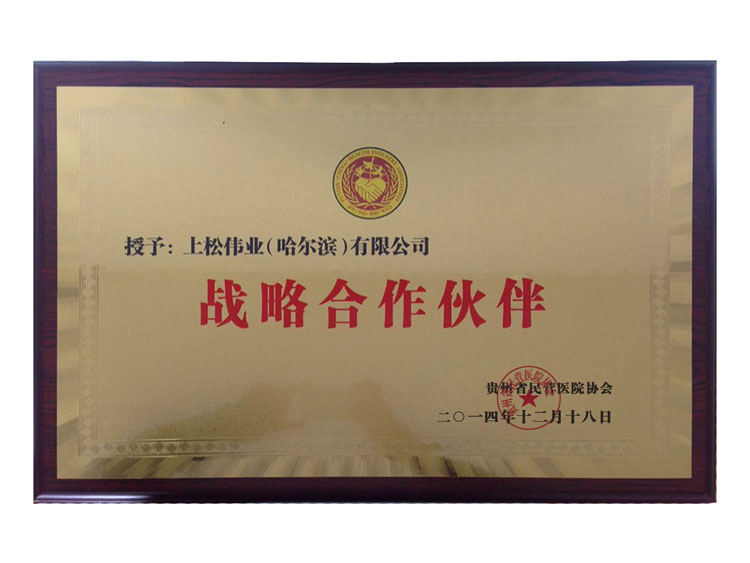 授予：上松伟业（哈尔滨）有限公司
战略合作伙伴
贵州省民营医院协会
二〇一四年十二月十八日